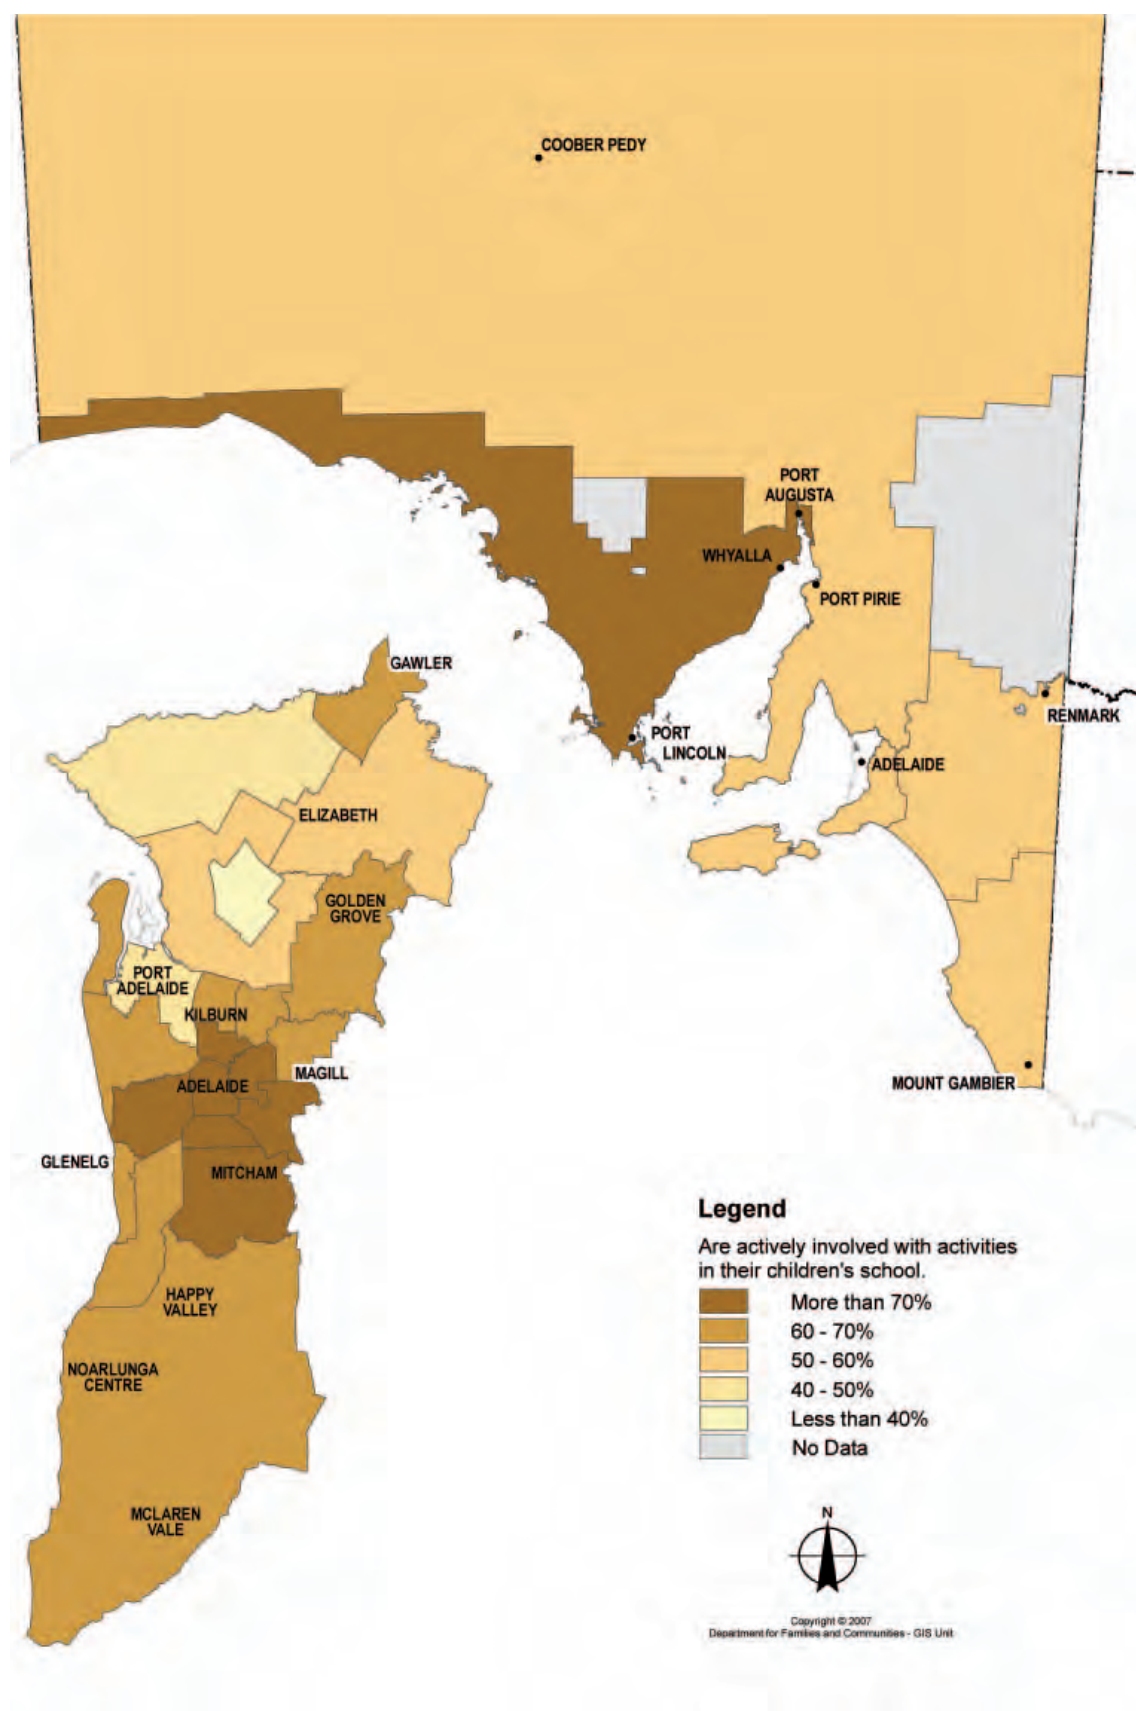 COOBER PEDY
PORT
AUGUSTA
WHYALLA
PORT PIRIE
GAWLER
RENMARK
PORT
LINCOLN
ADELAIDE
ELIZABETH
GOLDEN
GROVE
PORT
ADELAIDE
KILBURN
MAGILL
ADELAIDE
MOUNT GAMBIER
GLENELG
MITCHAM
HAPPY
VALLEY
NOARLUNGA
CENTRE
MCLAREN
VALE
Legend
Are actively involved with activities
in their children's school.
More than 70%
60 - 70%
50 - 60%
40 - 50%
Less than 40%
No Data
N
Copyright © 2007
Department for Families and Communities - GIS Unit